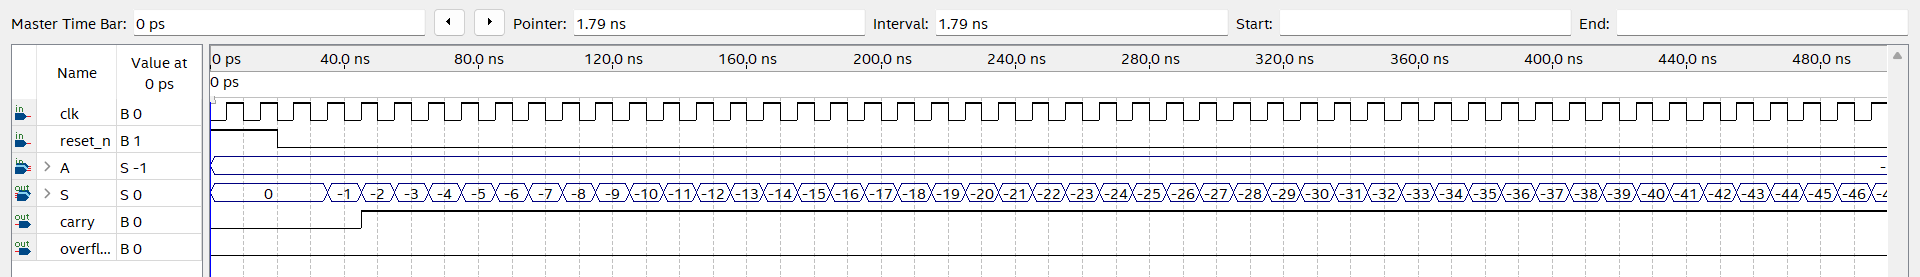 Master Time Bar: 0 ps Pointer: 1.79 ns Interval: 1.79 ns Start: End:
Name Value at 0 ps
0 ps 40.0 ns 80.0 ns 120.0 ns 160.0 ns 200.0 ns 240.0 ns 280.0 ns 320.0 ns 360.0 ns 400.0 ns 440.0 ns 480.0 ns
0 ps
in clk B 0
in reset_n B 1
in A S -1
out S S 0 0 -1 -2 -3 -4 -5 -6 -7 -8 -9 -10 -11 -12 -13 -14 -15 -16 -17 -18 -19 -20 -21 -22 -23 -24 -25 -26 -27 -28 -29 -30 -31 -32 -33 -34 -35 -36 -37 -38 -39 -40 -41 -42 -43 -44 -45 -46
out carry B 0
out overfl... B 0